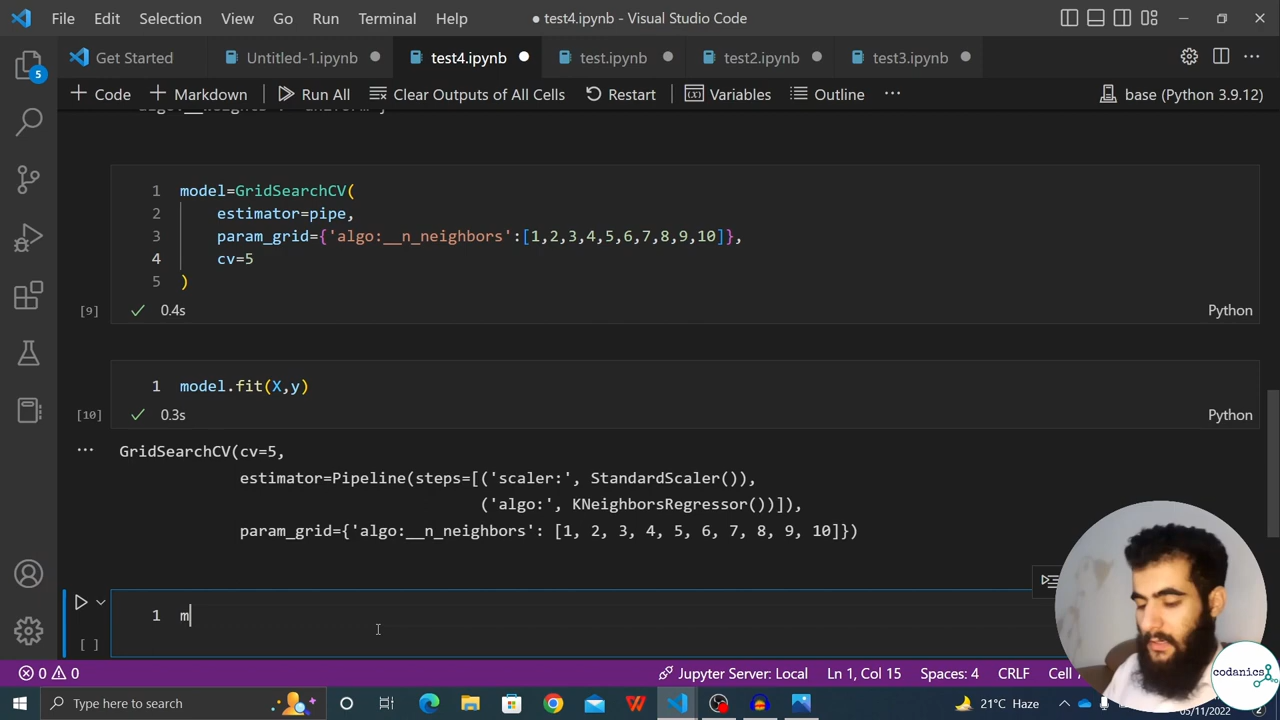 File Edit Selection View Go Run Terminal Help ● test4.ipynb - Visual Studio Code
Get Started Untitled-1.ipynb test4.ipynb test.ipynb test2.ipynb test3.ipynb
5
Code Markdown Run All Clear Outputs of All Cells Restart Variables Outline base (Python 3.9.12)
1 model=GridSearchCV(
2 estimator=pipe,
3 param_grid={'algo:__n_neighbors':[1,2,3,4,5,6,7,8,9,10]},
4 cv=5
5 )
[9] 0.4s Python
1 model.fit(X,y)
[10] 0.3s Python
GridSearchCV(cv=5,
estimator=Pipeline(steps=[('scaler:', StandardScaler()),
('algo:', KNeighborsRegressor())]),
param_grid={'algo:__n_neighbors': [1, 2, 3, 4, 5, 6, 7, 8, 9, 10]})
1 m
[ ]
codanics
0 0 Jupyter Server: Local Ln 1, Col 15 Spaces: 4 CRLF Cell
Type here to search 21°C Haze
05/11/2022 2